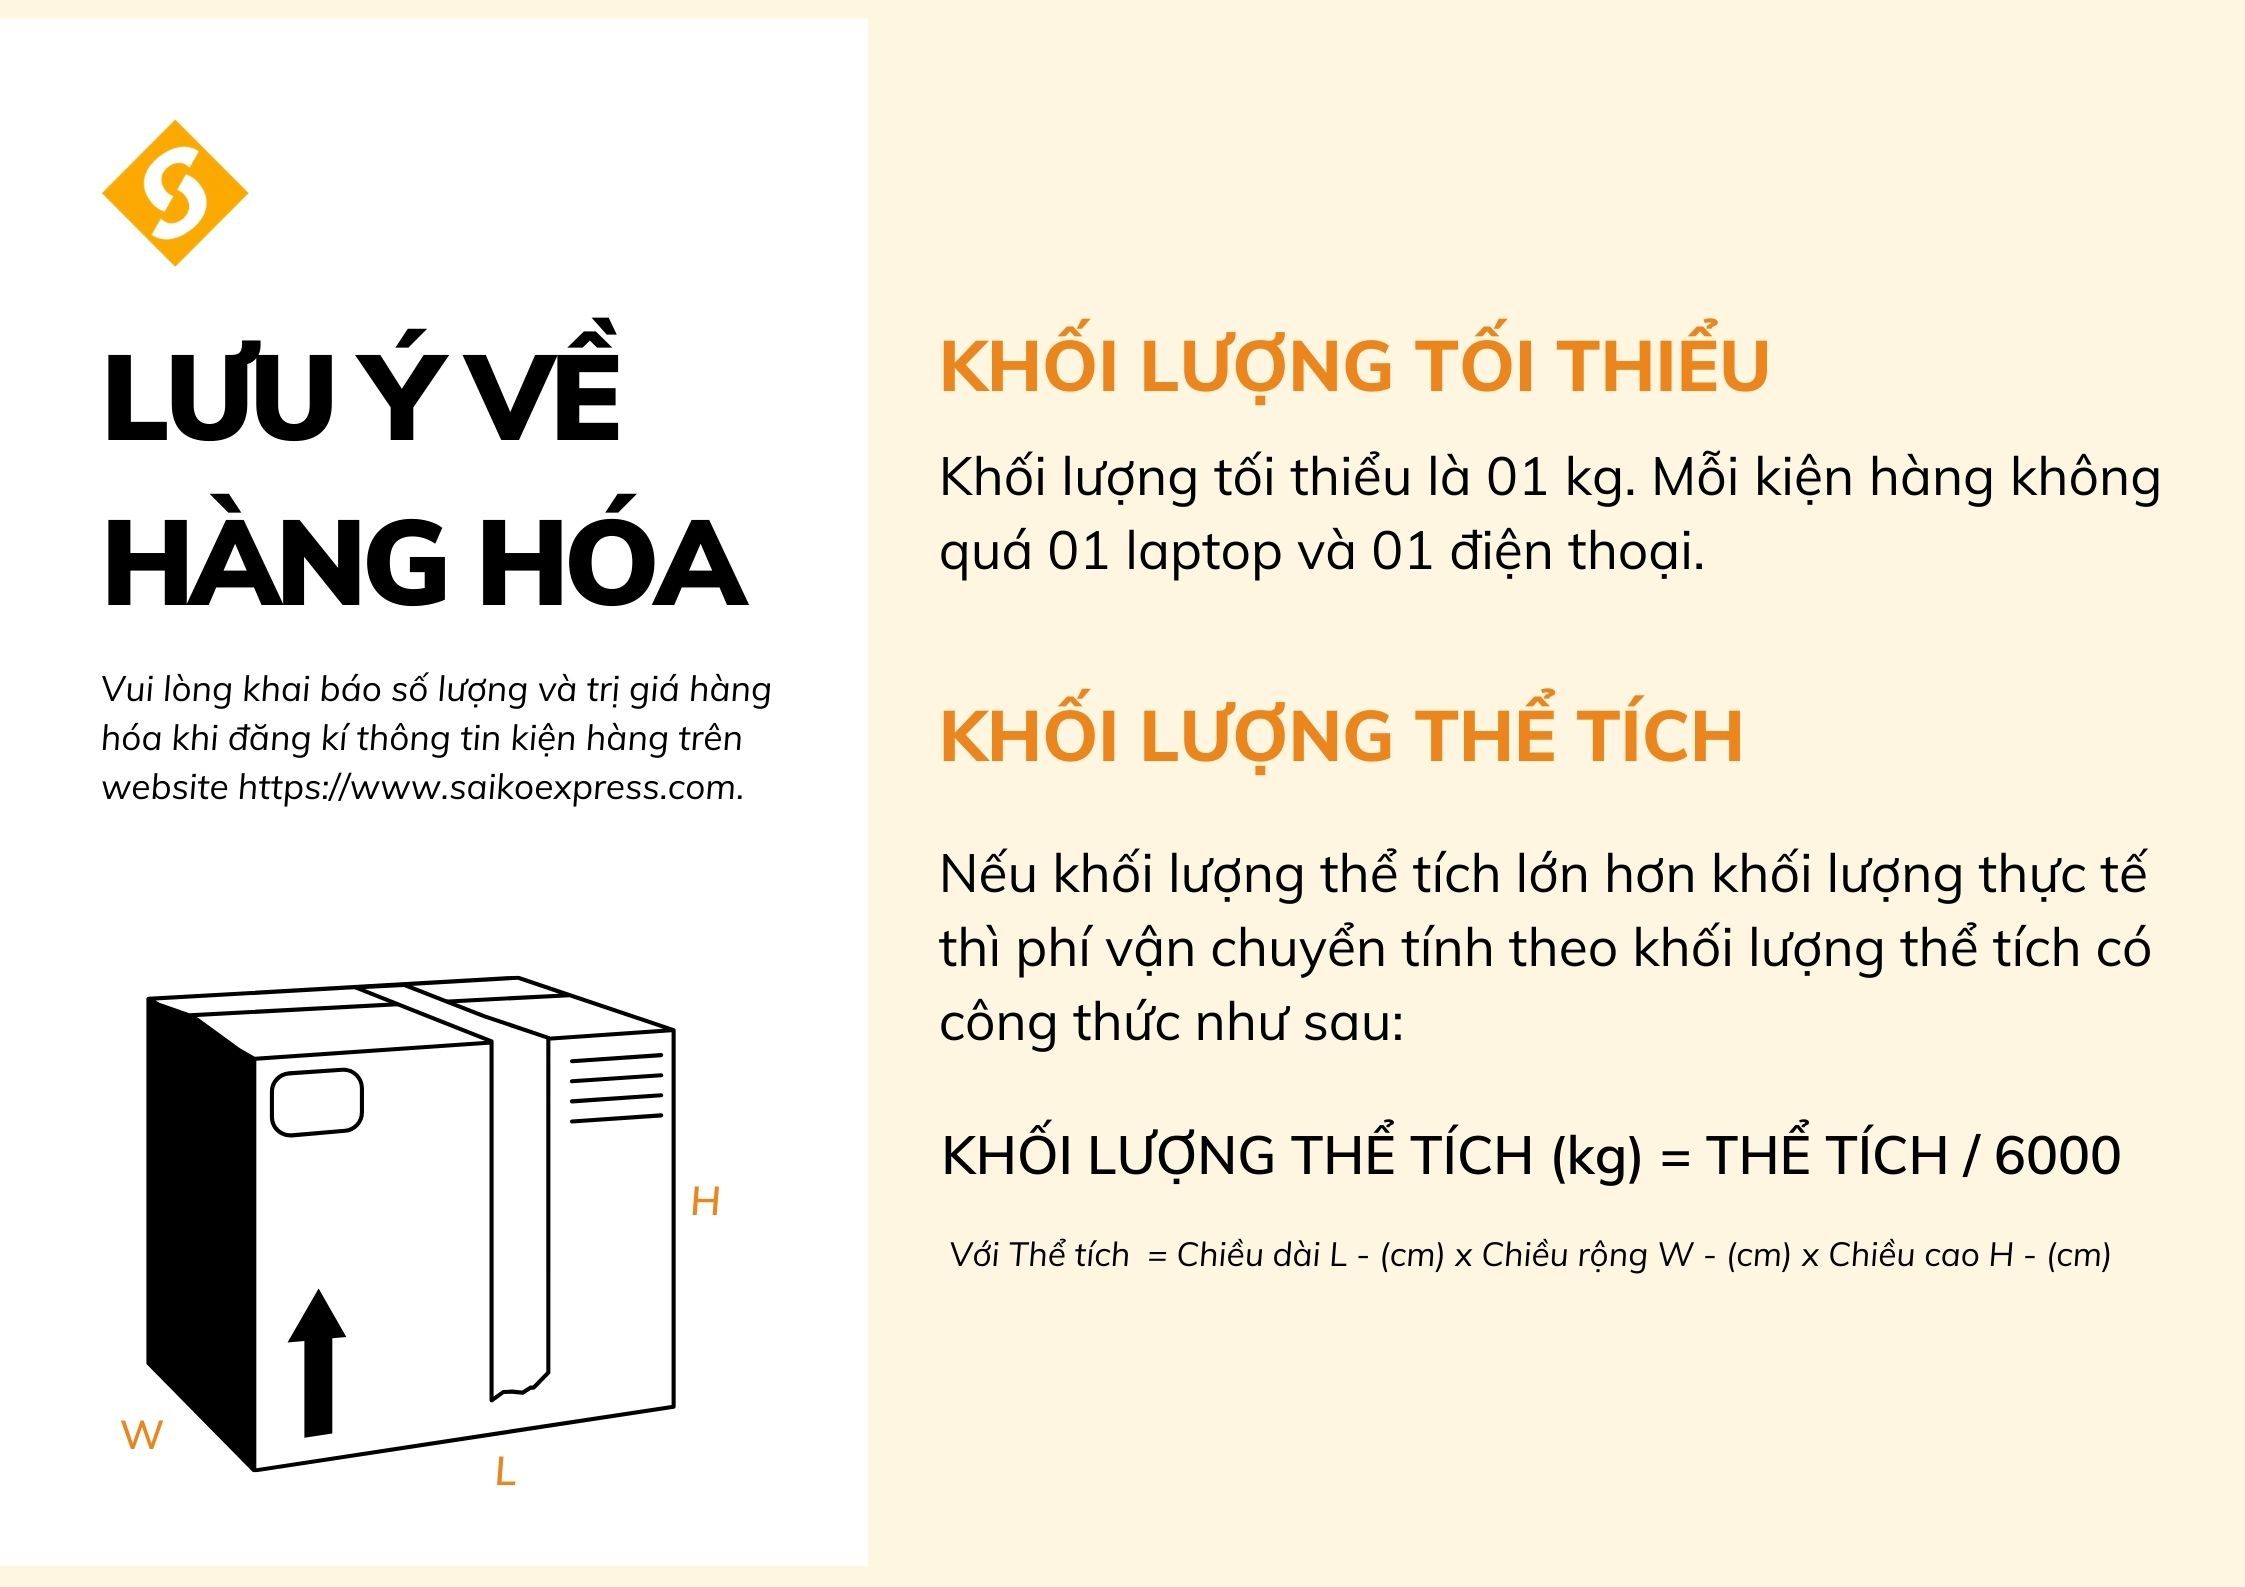 LƯU Ý VỀ
HÀNG HÓA
Vui lòng khai báo số lượng và trị giá hàng
hóa khi đăng kí thông tin kiện hàng trên
website https://www.saikoexpress.com.
H
W
L
KHỐI LƯỢNG TỐI THIỂU
Khối lượng tối thiểu là 01 kg. Mỗi kiện hàng không
quá 01 laptop và 01 điện thoại.
KHỐI LƯỢNG THỂ TÍCH
Nếu khối lượng thể tích lớn hơn khối lượng thực tế
thì phí vận chuyển tính theo khối lượng thể tích có
công thức như sau:
KHỐI LƯỢNG THỂ TÍCH (kg) = THỂ TÍCH / 6000
Với Thể tích = Chiều dài L - (cm) x Chiều rộng W - (cm) x Chiều cao H - (cm)